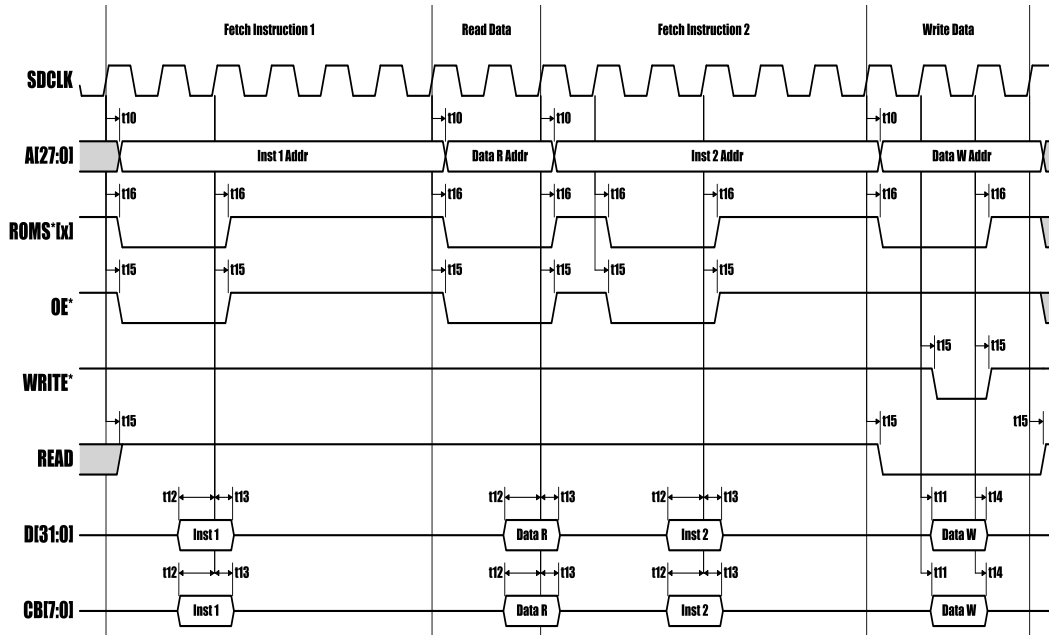 Fetch Instruction 1 Read Data Fetch Instruction 2 Write Data
SDCLK
t10 t10 t10 t10
A[27:0] Inst 1 Addr Data R Addr Inst 2 Addr Data W Addr
t16 t16 t16 t16 t16 t16 t16 t16
ROMS*[x]
t15 t15 t15 t15 t15 t15
OE*
t15 t15
WRITE*
t15 t15 t15
READ
t12 t13 t12 t13 t12 t13 t11 t14
D[31:0] Inst 1 Data R Inst 2 Data W
t12 t13 t12 t13 t12 t13 t11 t14
CB[7:0] Inst 1 Data R Inst 2 Data W